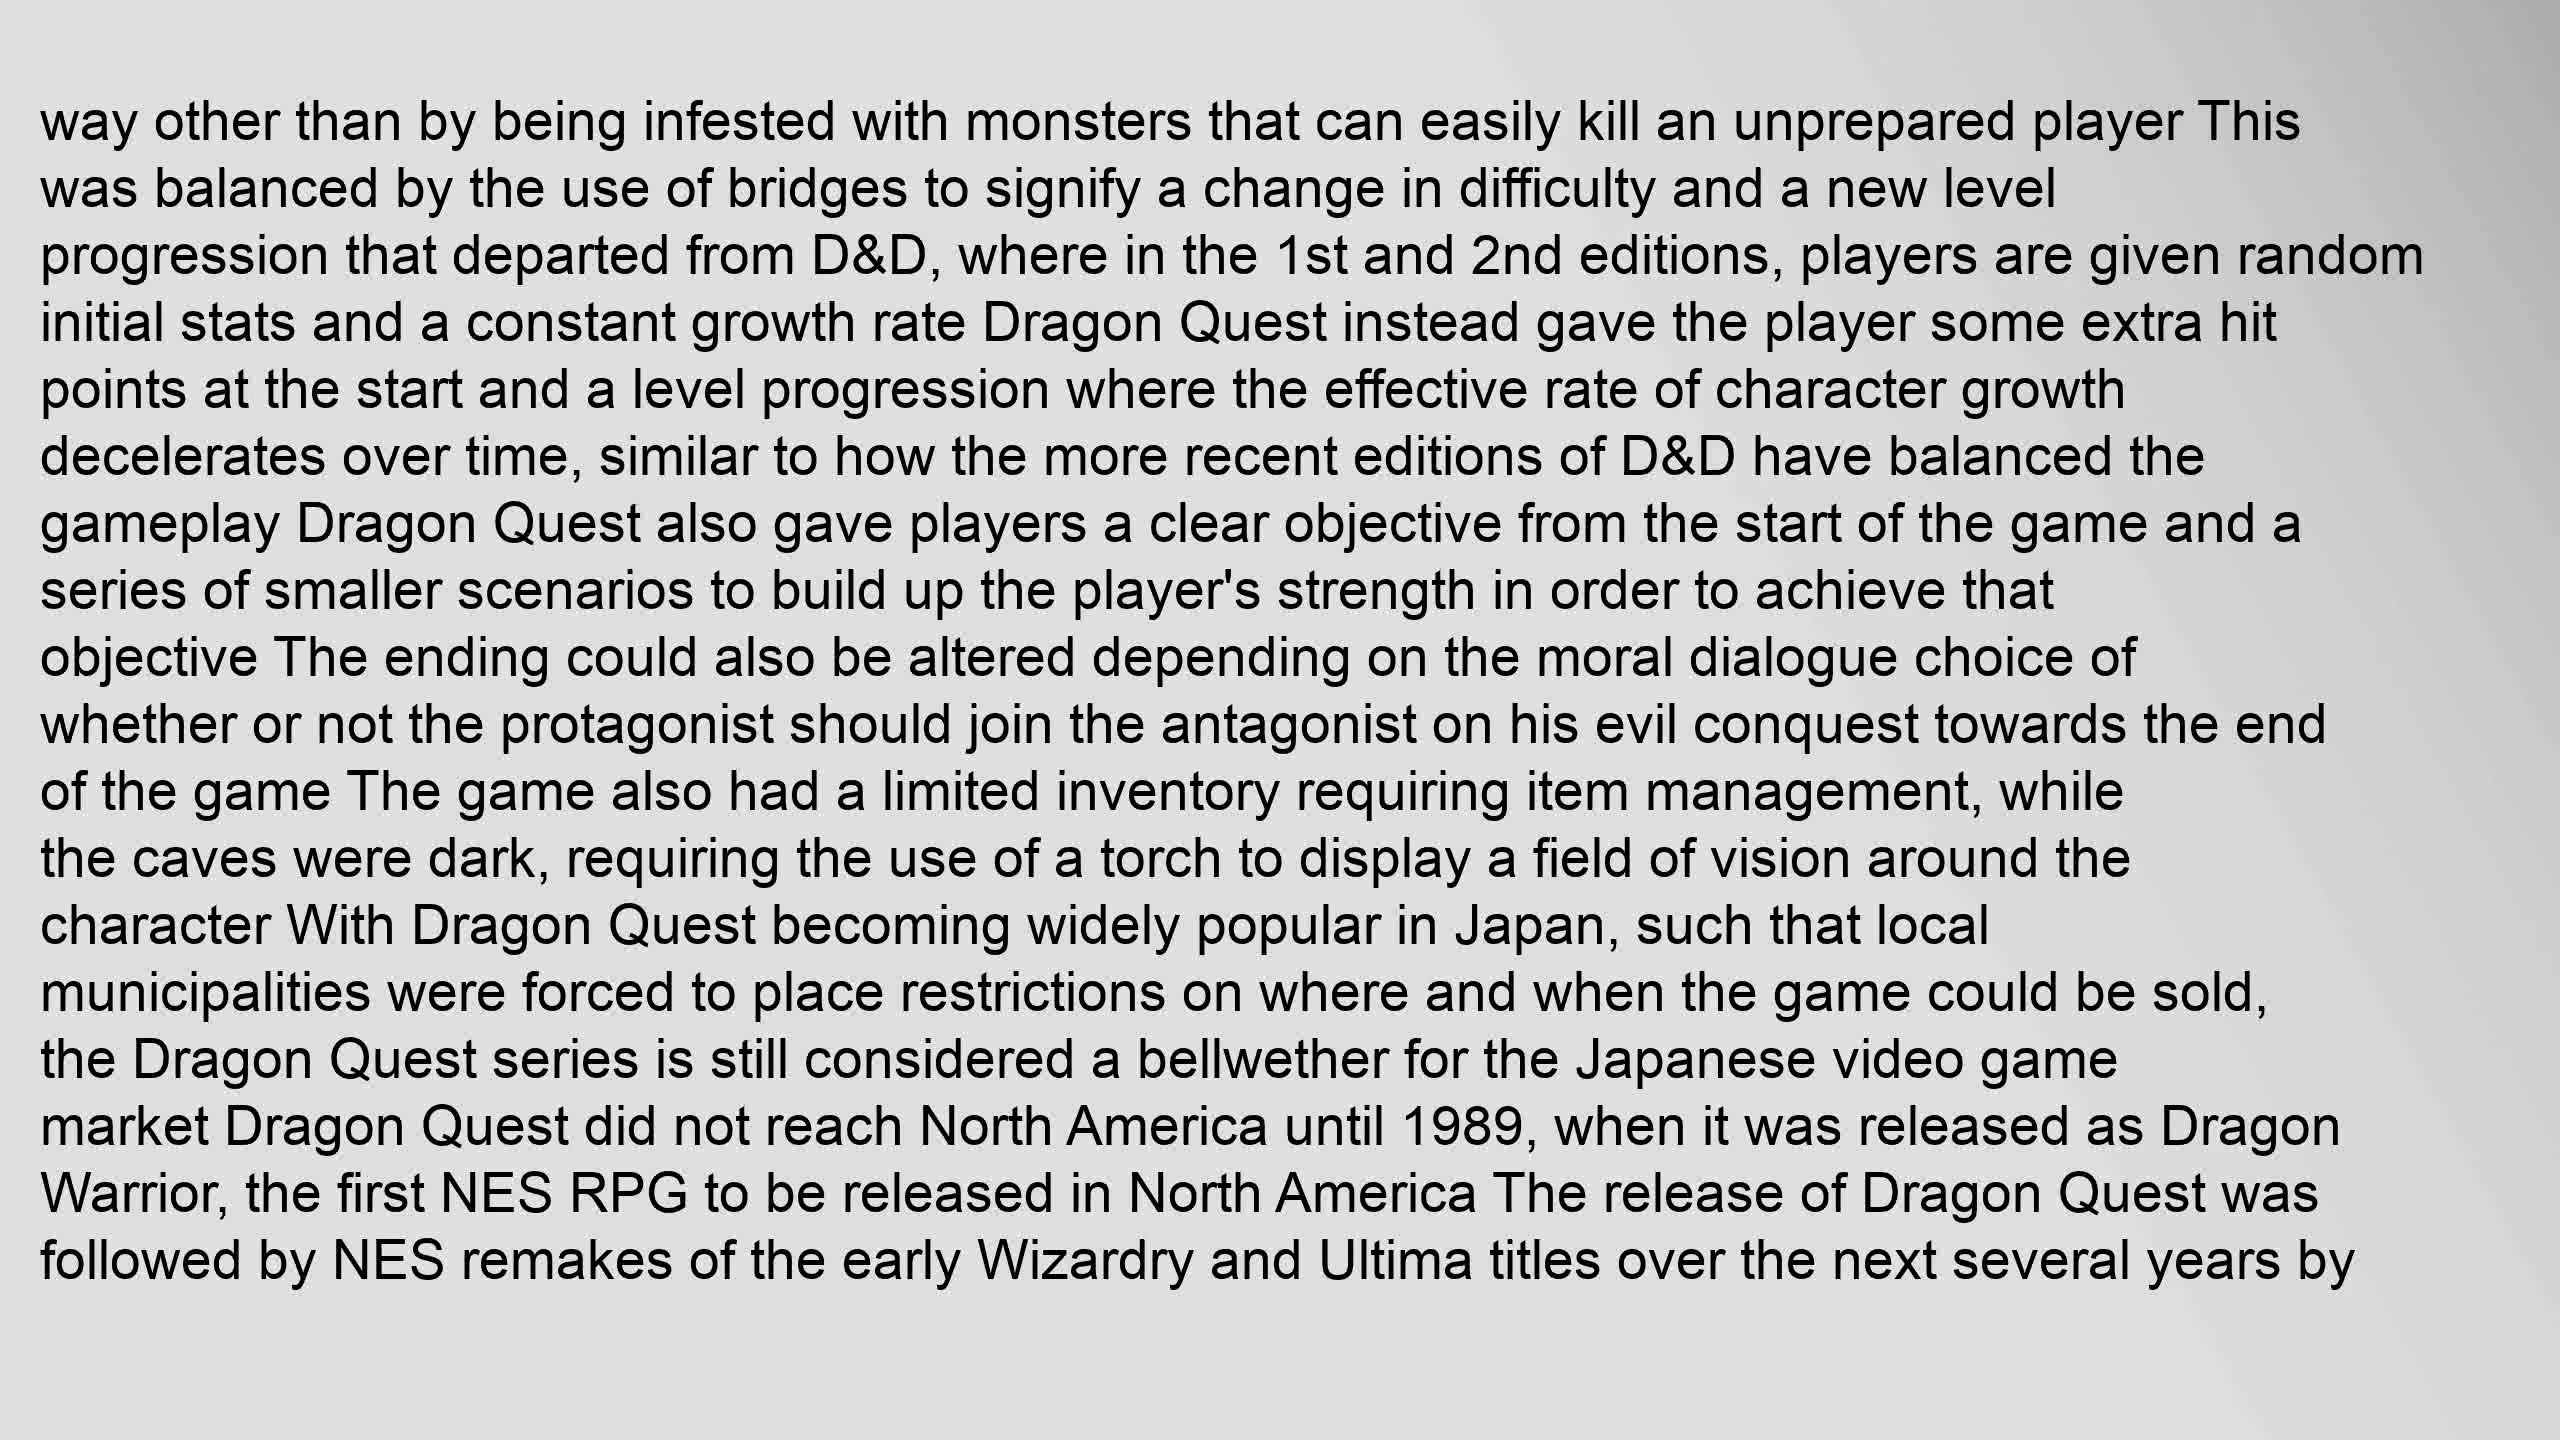 way other than by being infested with monsters that can easily kill an unprepared player This
was balanced by the use of bridges to signify a change in difficulty and a new level
progression that departed from D&D, where in the 1st and 2nd editions, players are given random
initial stats and a constant growth rate Dragon Quest instead gave the player some extra hit
points at the start and a level progression where the effective rate of character growth
decelerates over time, similar to how the more recent editions of D&D have balanced the
gameplay Dragon Quest also gave players a clear objective from the start of the game and a
series of smaller scenarios to build up the player's strength in order to achieve that
objective The ending could also be altered depending on the moral dialogue choice of
whether or not the protagonist should join the antagonist on his evil conquest towards the end
of the game The game also had a limited inventory requiring item management, while
the caves were dark, requiring the use of a torch to display a field of vision around the
character With Dragon Quest becoming widely popular in Japan, such that local
municipalities were forced to place restrictions on where and when the game could be sold,
the Dragon Quest series is still considered a bellwether for the Japanese video game
market Dragon Quest did not reach North America until 1989, when it was released as Dragon
Warrior, the first NES RPG to be released in North America The release of Dragon Quest was
followed by NES remakes of the early Wizardry and Ultima titles over the next several years by